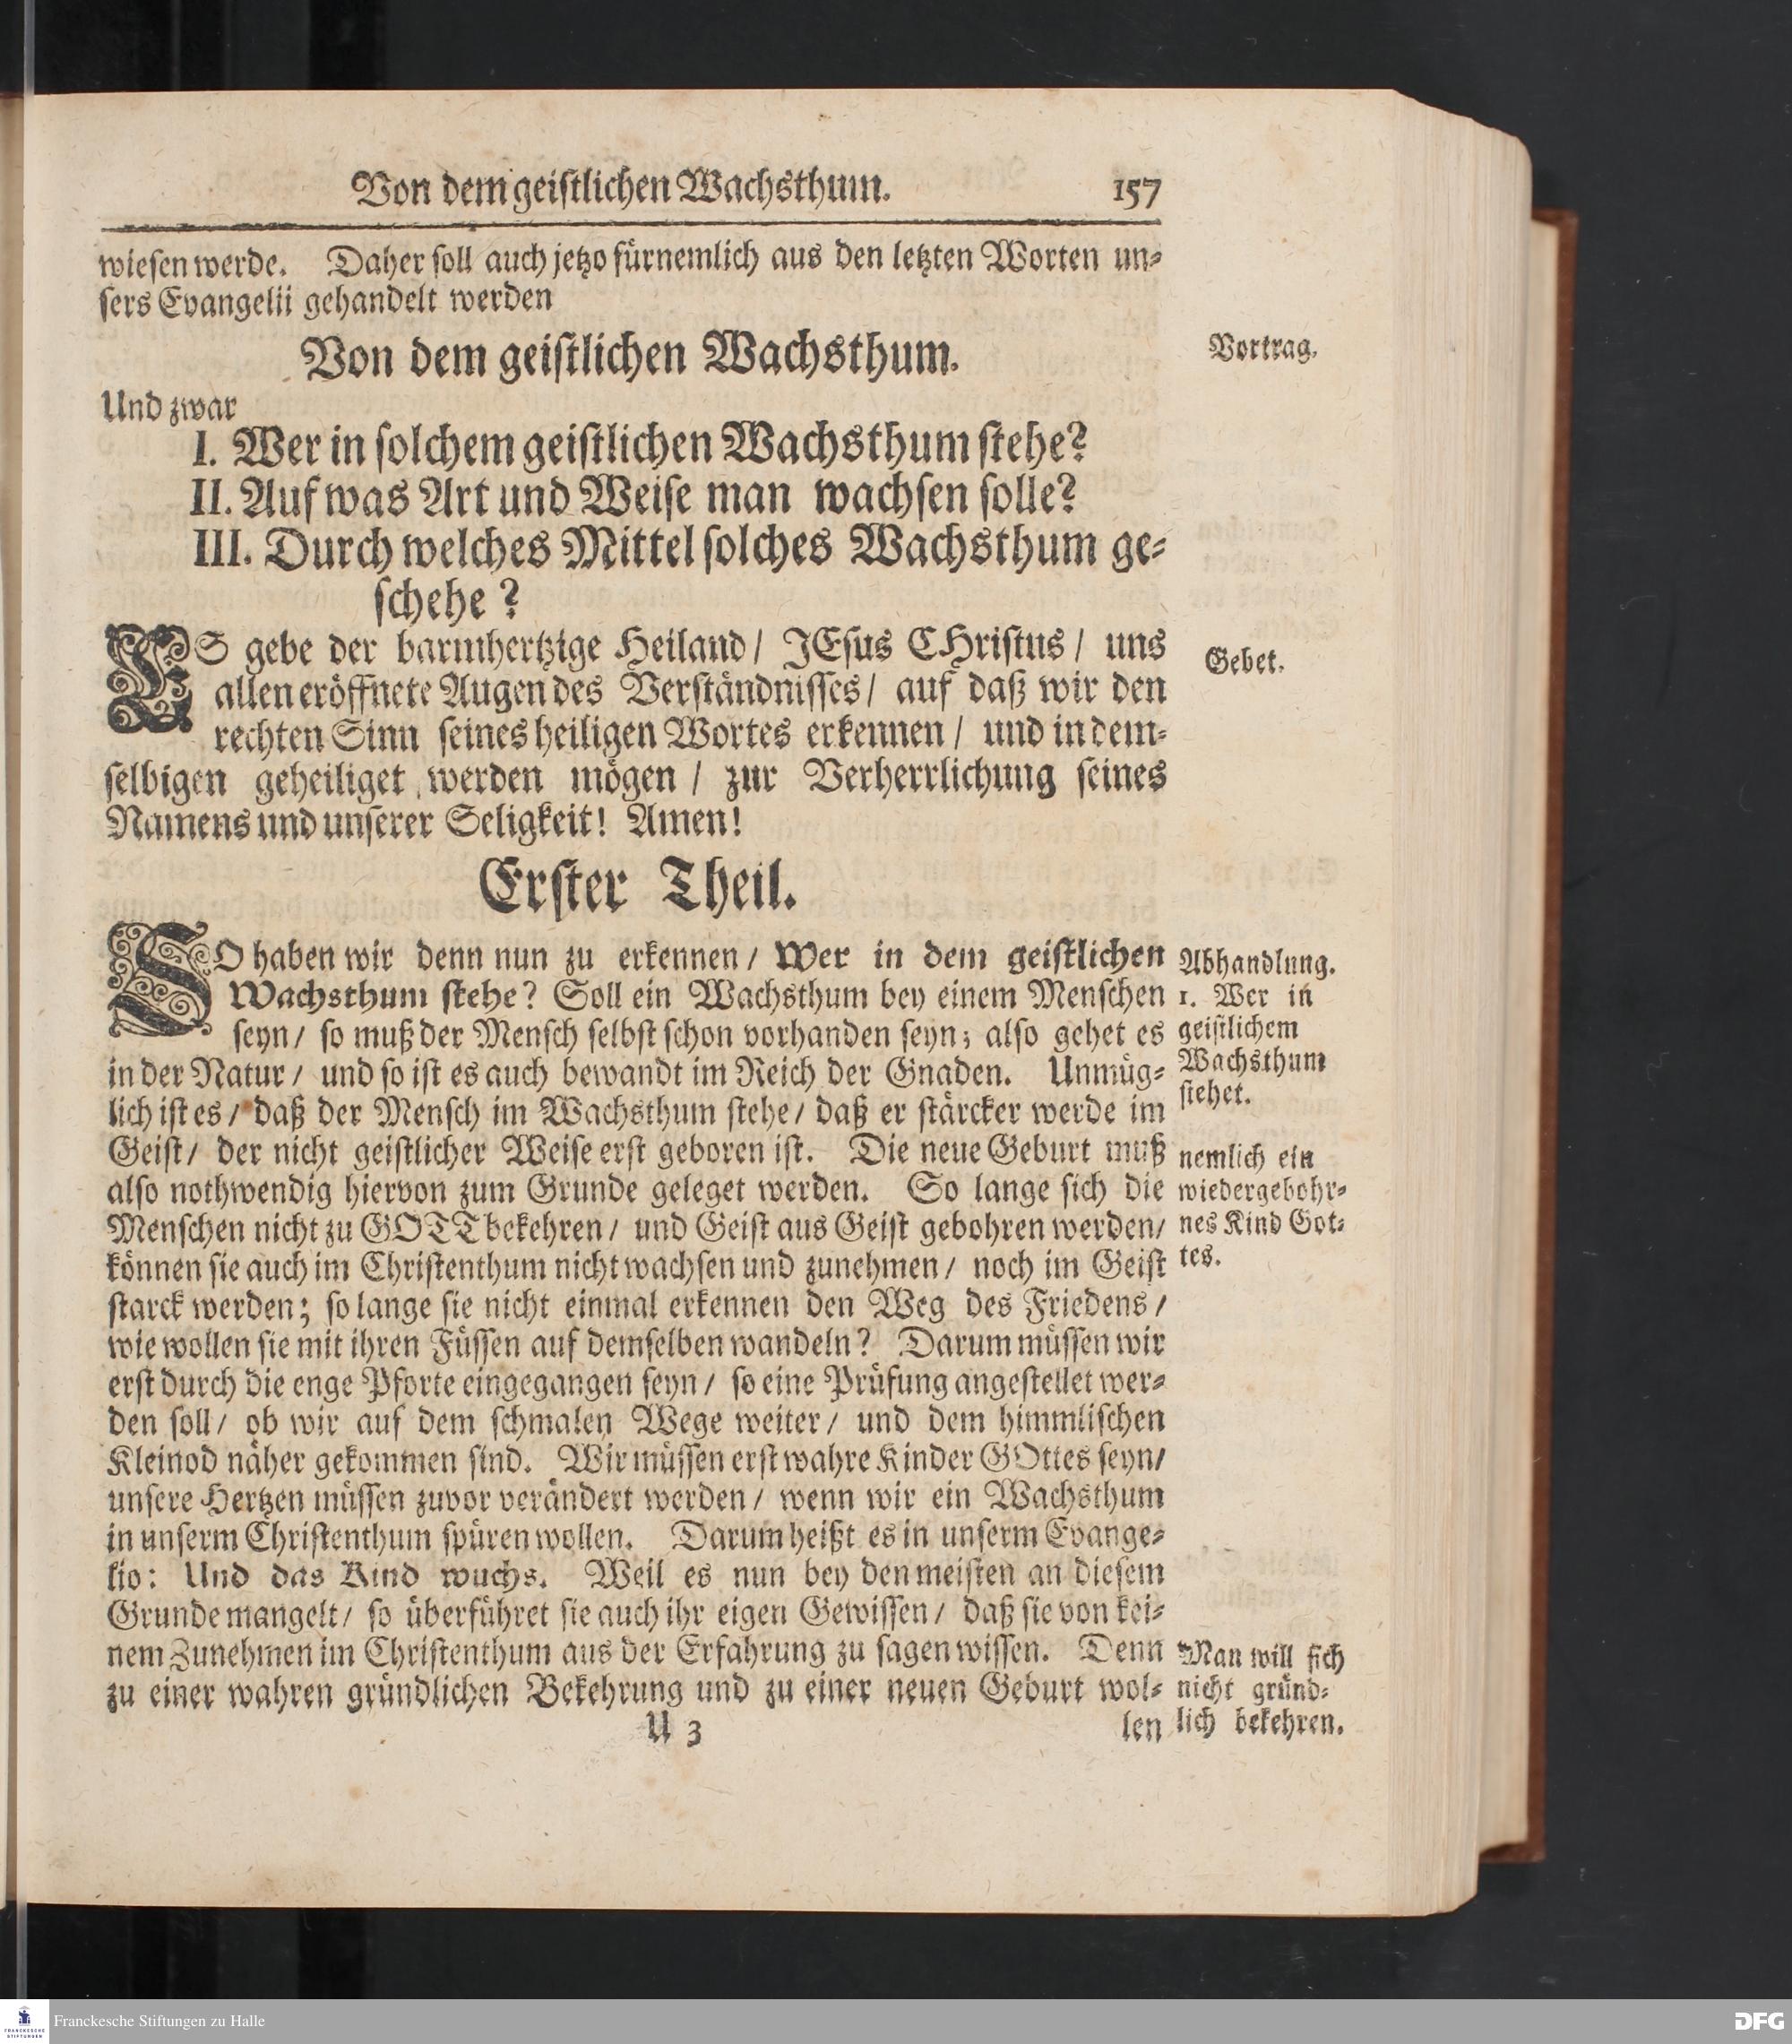 Von dem geistlichen Wachsthum. 157
wiesen werde. Daher soll auch jetzo fürnemlich aus den letzten Worten un-
sers Evangelii gehandelt werden
Von dem geistlichen Wachsthum.
Vortrag.
Und zwar
I. Wer in solchem geistlichen Wachsthum stehe?
II. Auf was Art und Weise man wachsen solle?
III. Durch welches Mittel solches Wachsthum ge-
schehe?
ES gebe der barmhertzige Heiland/ JEsus CHristus/ uns
allen eröffnete Augen des Verständnisses/ auf daß wir den
rechten Sinn seines heiligen Wortes erkennen/ und in dem-
selbigen geheiliget werden mögen/ zur Verherrlichung seines
Namens und unserer Seligkeit! Amen!
Gebet.
Erster Theil.
SO haben wir denn nun zu erkennen/ Wer in dem geistlichen
Wachsthum stehe? Soll ein Wachsthum bey einem Menschen
seyn/ so muß der Mensch selbst schon vorhanden seyn; also gehet es
in der Natur/ und so ist es auch bewandt im Reich der Gnaden. Unmüg-
lich ist es/ daß der Mensch im Wachsthum stehe/ daß er stärcker werde im
Geist/ der nicht geistlicher Weise erst geboren ist. Die neue Geburt muß
also nothwendig hiervon zum Grunde geleget werden. So lange sich die
Menschen nicht zu GOTT bekehren/ und Geist aus Geist gebohren werden/
können sie auch im Christenthum nicht wachsen und zunehmen/ noch im Geist
starck werden; so lange sie nicht einmal erkennen den Weg des Friedens/
wie wollen sie mit ihren Füssen auf demselben wandeln? Darum müssen wir
erst durch die enge Pforte eingegangen seyn/ so eine Prüfung angestellet wer-
den soll/ ob wir auf dem schmalen Wege weiter/ und dem himmlischen
Kleinod näher gekommen sind. Wir müssen erst wahre Kinder GOttes seyn/
unsere Hertzen müssen zuvor verändert werden/ wenn wir ein Wachsthum
in unserm Christenthum spüren wollen. Darum heißt es in unserm Evange-
lio: Und das Kind wuchs. Weil es nun bey den meisten an diesem
Grunde mangelt/ so überführet sie auch ihr eigen Gewissen/ daß sie von kei-
nem Zunehmen im Christenthum aus der Erfahrung zu sagen wissen. Denn
zu einer wahren gründlichen Bekehrung und zu einer neuen Geburt wol-
U 3 len
Abhandlung.
1. Wer in
geistlichem
Wachsthum
stehet.
nemlich ein
wiedergebohr-
nes Kind Got-
tes.
Man will sich
nicht gründ-
lich bekehren.
FRANCKESCHE
STIFTUNGEN
Franckesche Stiftungen zu Halle
DFG